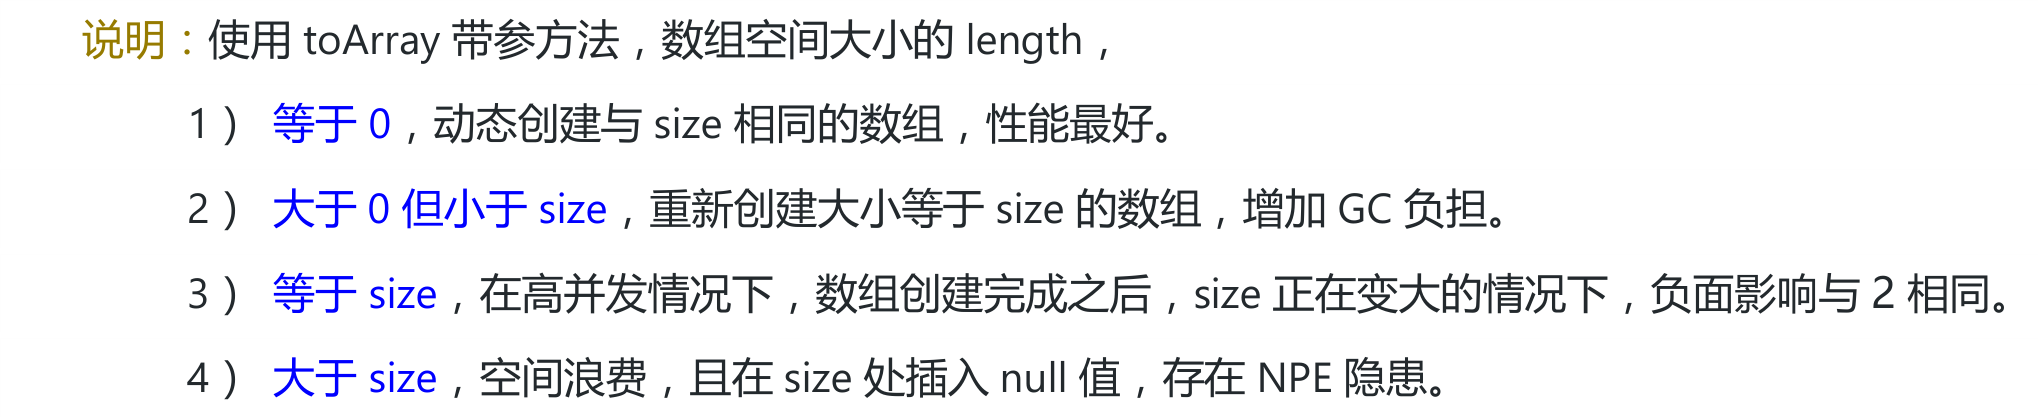 说明：使用 toArray 带参方法，数组空间大小的 length，
1） 等于 0，动态创建与 size 相同的数组，性能最好。
2） 大于 0 但小于 size，重新创建大小等于 size 的数组，增加 GC 负担。
3） 等于 size，在高并发情况下，数组创建完成之后，size 正在变大的情况下，负面影响与 2 相同。
4） 大于 size，空间浪费，且在 size 处插入 null 值，存在 NPE 隐患。